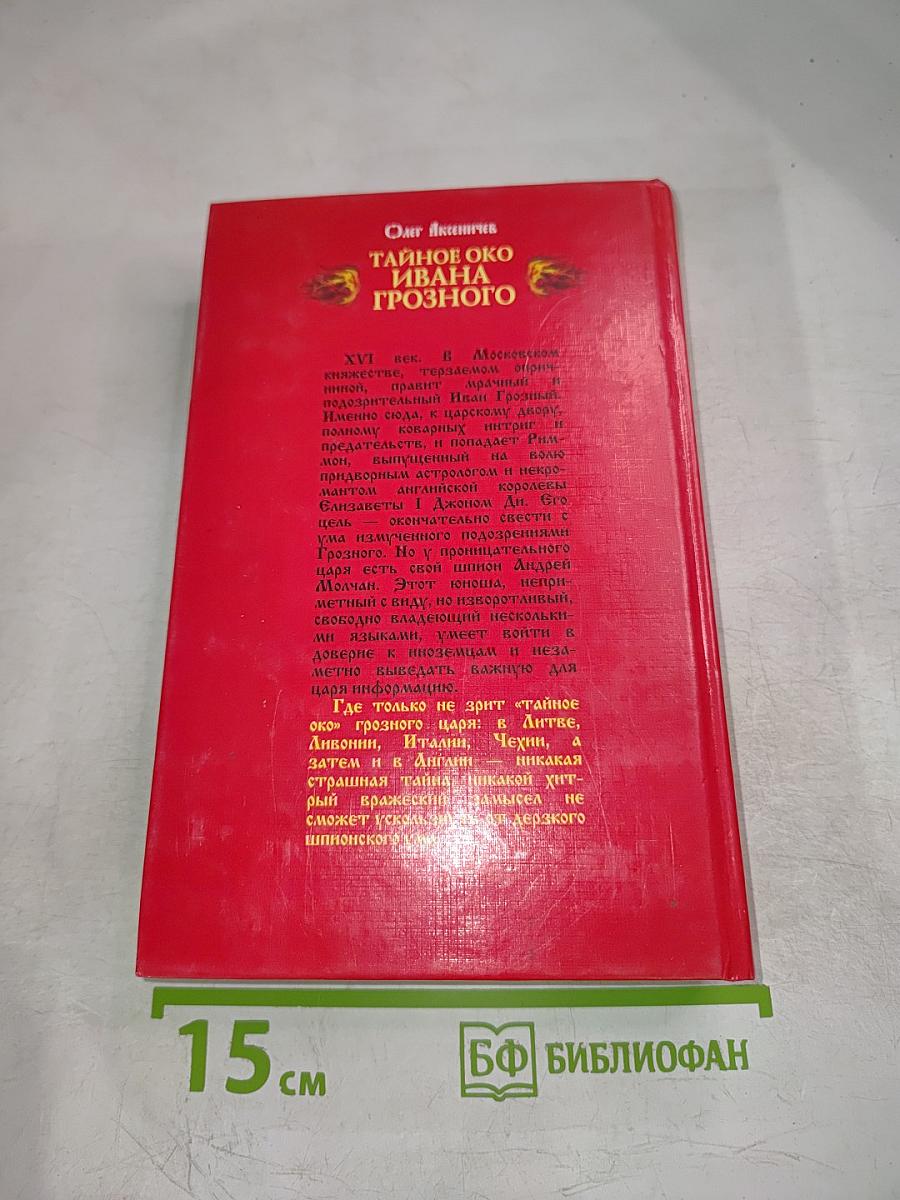 Олег Аксеничев
ТАЙНОЕ ОКО
ИВАНА
ГРОЗНОГО
XVI век. В Московском
княжестве, терзаемом оприч-
ниной, правит мрачный и
подозрительный Иван Грозный.
Именно сюда, к царскому двору,
полному коварных интриг и
предательств, и попадает Рим-
мон, выпущенный на волю
придворным астрологом и некро-
мантом английской королевы
Елизаветы I Джоном Ди. Его
цель — окончательно свести с
ума измученного подозрениями
Грозного. Но у проницательного
царя есть свой шпион Андрей
Молчан. Этот юноша, непри-
метный с виду, но изворотливый,
свободно владеющий нескольки-
ми языками, умеет войти в
доверие к иноземцам и неза-
метно выведать важную для
царя информацию.
Где только не зрит «тайное
око» грозного царя: в Литве,
Ливонии, Италии, Чехии, а
затем и в Англии — никакая
страшная тайна, никакой хит-
рый вражеский замысел не
сможет ускользнуть от дерзкого
шпионского
15 см
БФ БИБЛИОФАН